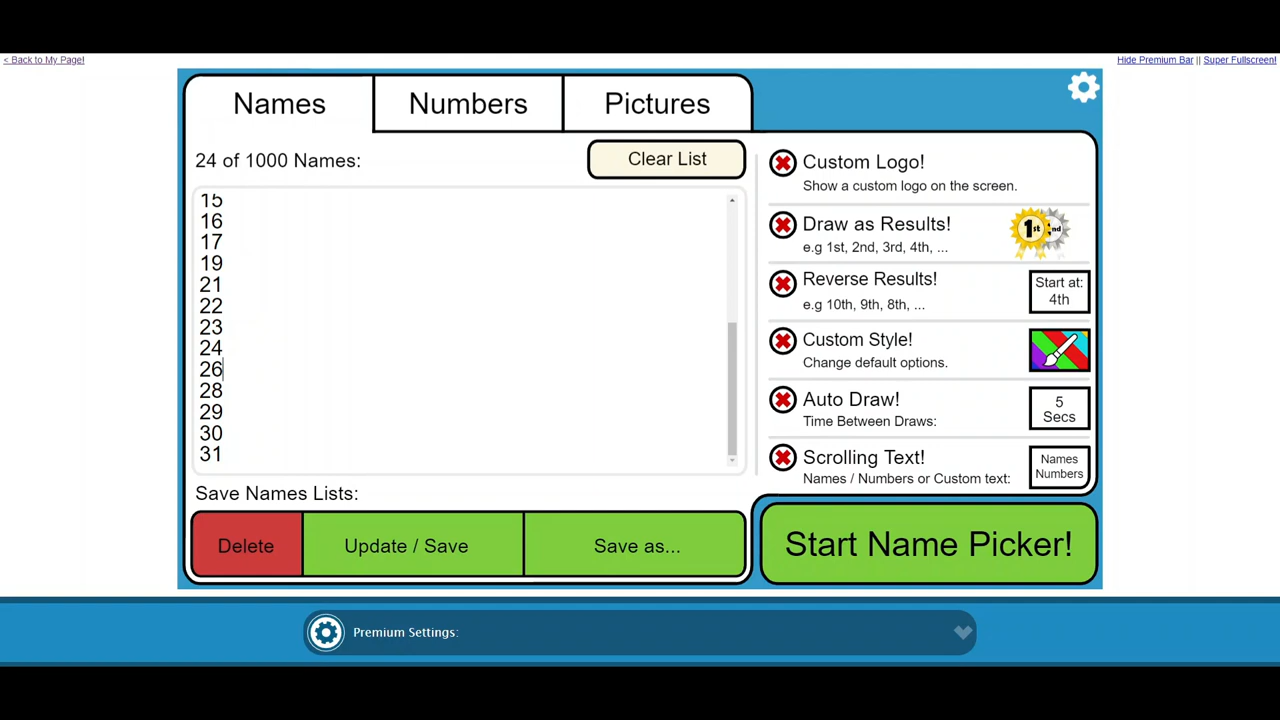 < Back to My Page!
Hide Premium Bar || Super Fullscreen!
Names
Numbers
Pictures
24 of 1000 Names:
Clear List
15
16
17
19
21
22
23
24
26
28
29
30
31
Save Names Lists:
Delete
Update / Save
Save as...
Custom Logo!
Show a custom logo on the screen.
Draw as Results!
e.g 1st, 2nd, 3rd, 4th, ...
1st
nd
Reverse Results!
e.g 10th, 9th, 8th, ...
Start at:
4th
Custom Style!
Change default options.
Auto Draw!
Time Between Draws:
5
Secs
Scrolling Text!
Names / Numbers or Custom text:
Names
Numbers
Start Name Picker!
Premium Settings: